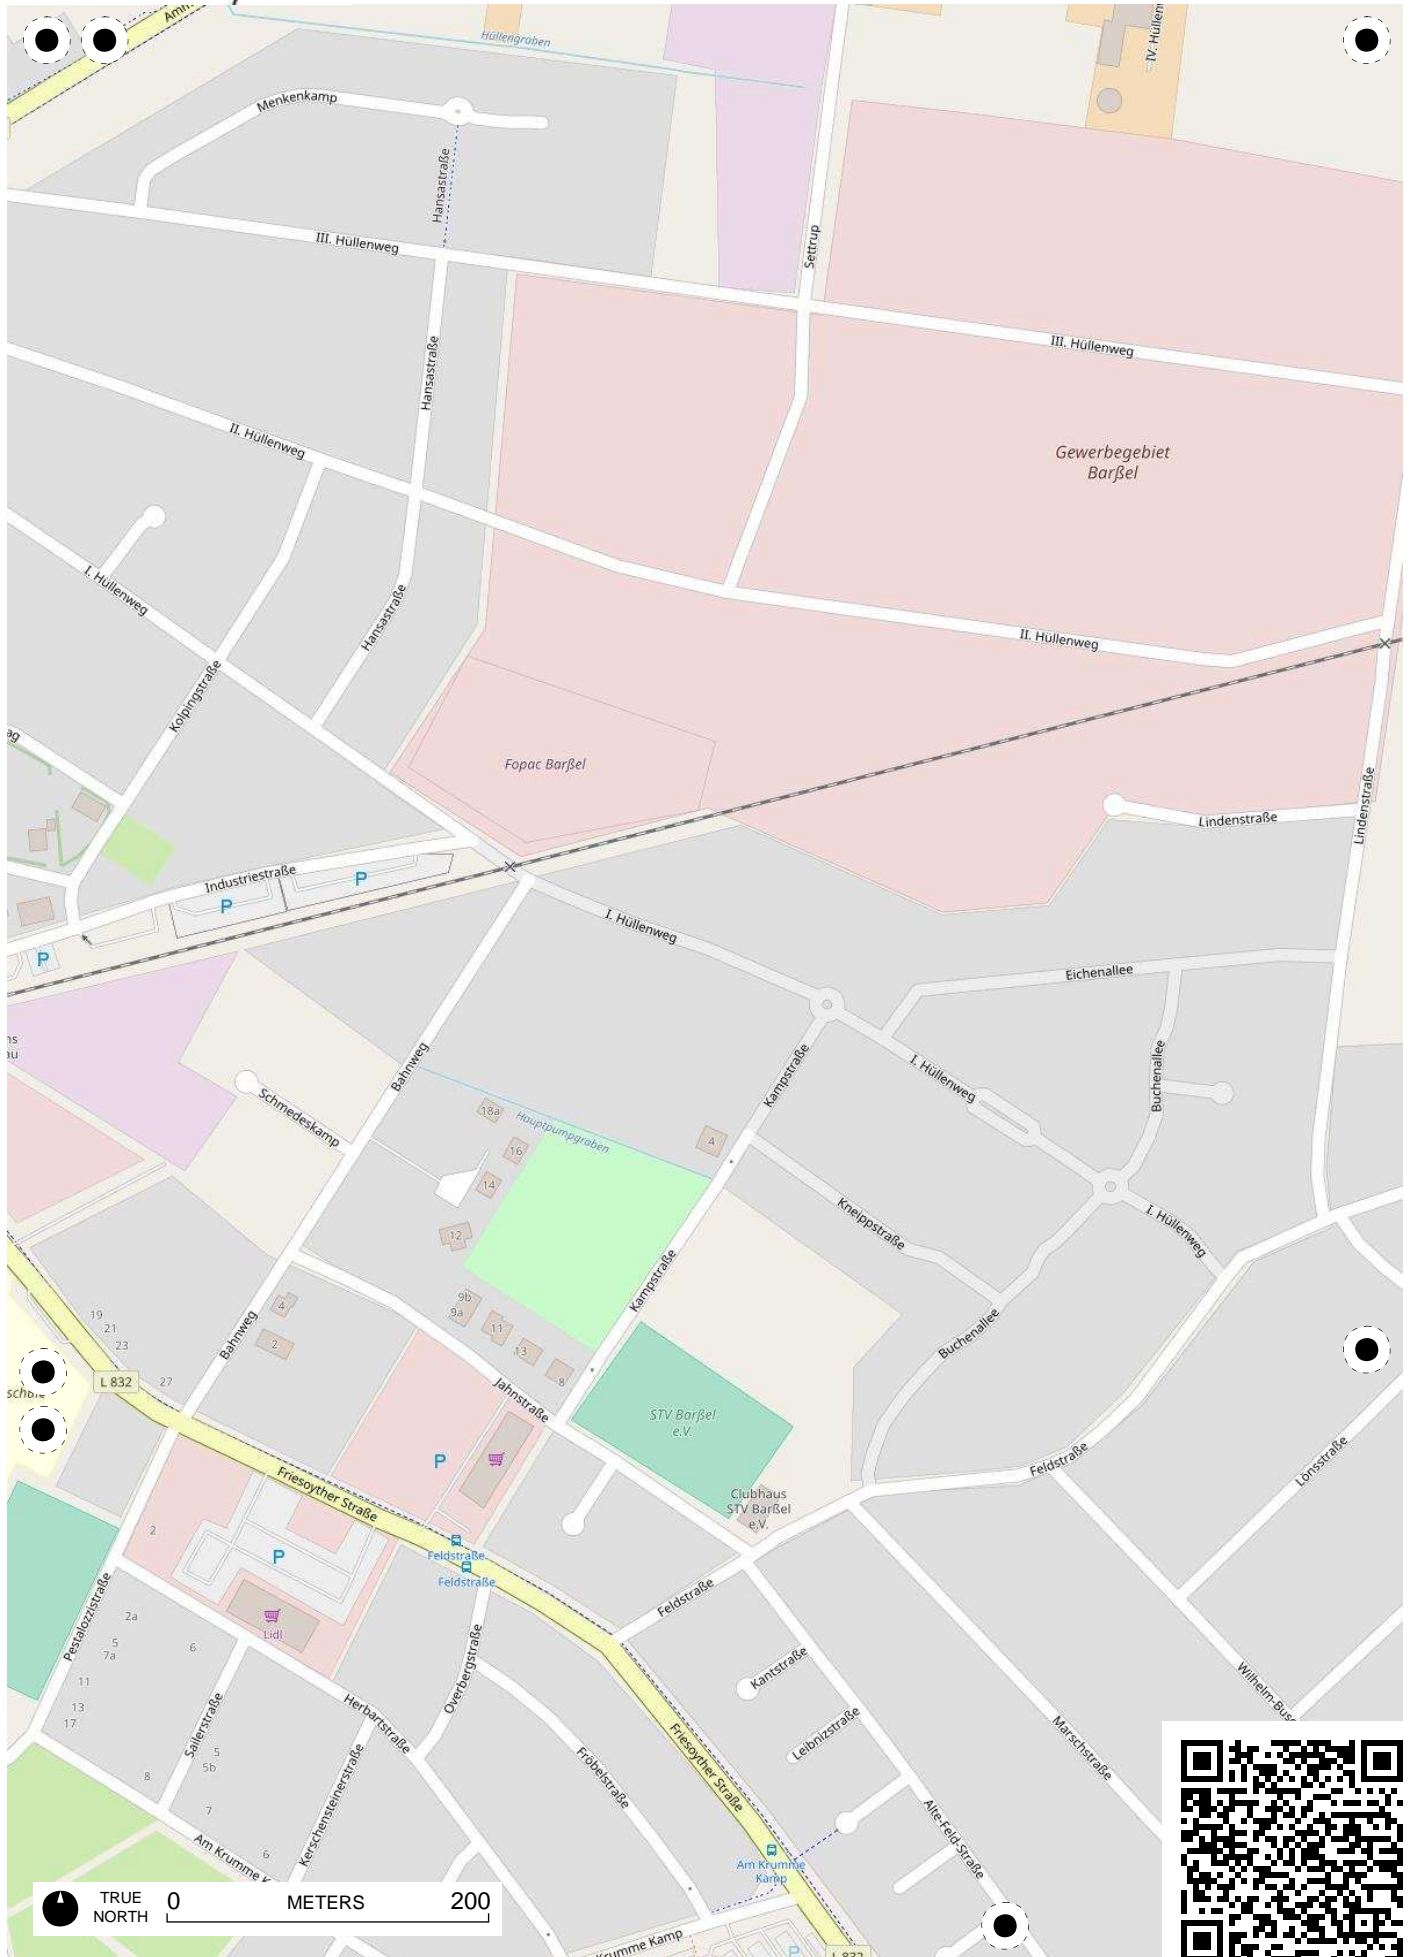 Hüllengraben
IV. Hüllen
Menkenkamp
Hansastraße
Settrup
III. Hüllenweg
III. Hüllenweg
Hansastraße
II. Hüllenweg
Gewerbegebiet
Barßel
I. Hüllenweg
Hansastraße
II. Hüllenweg
Kolpingstraße
ag
Fopac Barßel
Lindenstraße
Lindenstraße
Industriestraße
P
P
I. Hüllenweg
P
Eichenallee
Bahnweg
Kampstraße
I. Hüllenweg
Buchenallee
Schmedeskamp
18a
Hauptpumpgraben
4
16
14
Kneippstraße
I. Hüllenweg
12
Kampstraße
9b
9a
4
11
19
21
23
2
13
Bahnweg
Buchenallee
8
L 832
27
schule
Jahnstraße
STV Barßel
e.V.
P
Feldstraße
Lönsstraße
Friesoyther Straße
Clubhaus
STV Barßel
e.V.
2
P
Feldstraße
Feldstraße
Feldstraße
Pestalozzistraße
2a
Lidl
5
7a
6
Overbergstraße
Kantstraße
11
13
17
Wilhelm-Busc
Sailerstraße
Herbartstraße
Leibnizstraße
Marschstraße
5
5b
Friesoyther Straße
8
Kerschensteinerstraße
Fröbelstraße
7
Alte-Feld-Straße
Am Krumme K
6
Am Krumme
Kamp
TRUE
NORTH
0 METERS 200
Krumme Kamp
P
L 832